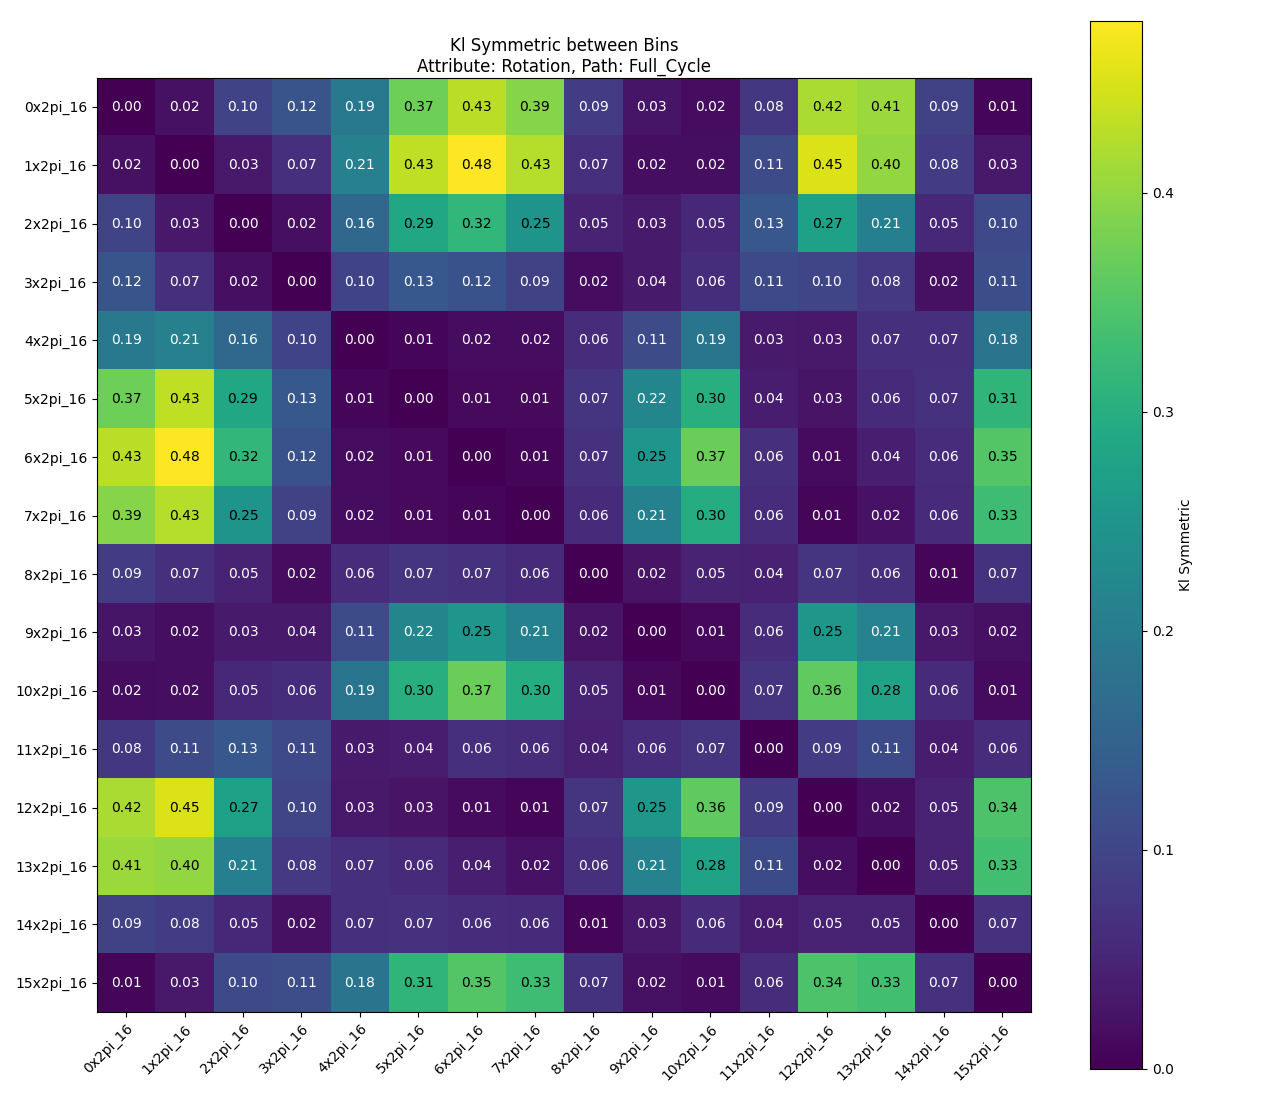 Kl Symmetric between Bins
Attribute: Rotation, Path: Full_Cycle
0x2pi_16 0.00 0.02 0.10 0.12 0.19 0.37 0.43 0.39 0.09 0.03 0.02 0.08 0.42 0.41 0.09 0.01
1x2pi_16 0.02 0.00 0.03 0.07 0.21 0.43 0.48 0.43 0.07 0.02 0.02 0.11 0.45 0.40 0.08 0.03
2x2pi_16 0.10 0.03 0.00 0.02 0.16 0.29 0.32 0.25 0.05 0.03 0.05 0.13 0.27 0.21 0.05 0.10
3x2pi_16 0.12 0.07 0.02 0.00 0.10 0.13 0.12 0.09 0.02 0.04 0.06 0.11 0.10 0.08 0.02 0.11
4x2pi_16 0.19 0.21 0.16 0.10 0.00 0.01 0.02 0.02 0.06 0.11 0.19 0.03 0.03 0.07 0.07 0.18
5x2pi_16 0.37 0.43 0.29 0.13 0.01 0.00 0.01 0.01 0.07 0.22 0.30 0.04 0.03 0.06 0.07 0.31
6x2pi_16 0.43 0.48 0.32 0.12 0.02 0.01 0.00 0.01 0.07 0.25 0.37 0.06 0.01 0.04 0.06 0.35
7x2pi_16 0.39 0.43 0.25 0.09 0.02 0.01 0.01 0.00 0.06 0.21 0.30 0.06 0.01 0.02 0.06 0.33
8x2pi_16 0.09 0.07 0.05 0.02 0.06 0.07 0.07 0.06 0.00 0.02 0.05 0.04 0.07 0.06 0.01 0.07
9x2pi_16 0.03 0.02 0.03 0.04 0.11 0.22 0.25 0.21 0.02 0.00 0.01 0.06 0.25 0.21 0.03 0.02
10x2pi_16 0.02 0.02 0.05 0.06 0.19 0.30 0.37 0.30 0.05 0.01 0.00 0.07 0.36 0.28 0.06 0.01
11x2pi_16 0.08 0.11 0.13 0.11 0.03 0.04 0.06 0.06 0.04 0.06 0.07 0.00 0.09 0.11 0.04 0.06
12x2pi_16 0.42 0.45 0.27 0.10 0.03 0.03 0.01 0.01 0.07 0.25 0.36 0.09 0.00 0.02 0.05 0.34
13x2pi_16 0.41 0.40 0.21 0.08 0.07 0.06 0.04 0.02 0.06 0.21 0.28 0.11 0.02 0.00 0.05 0.33
14x2pi_16 0.09 0.08 0.05 0.02 0.07 0.07 0.06 0.06 0.01 0.03 0.06 0.04 0.05 0.05 0.00 0.07
15x2pi_16 0.01 0.03 0.10 0.11 0.18 0.31 0.35 0.33 0.07 0.02 0.01 0.06 0.34 0.33 0.07 0.00
0x2pi_16 1x2pi_16 2x2pi_16 3x2pi_16 4x2pi_16 5x2pi_16 6x2pi_16 7x2pi_16 8x2pi_16 9x2pi_16 10x2pi_16 11x2pi_16 12x2pi_16 13x2pi_16 14x2pi_16 15x2pi_16
0.4
0.3
0.2
0.1
0.0
Kl Symmetric